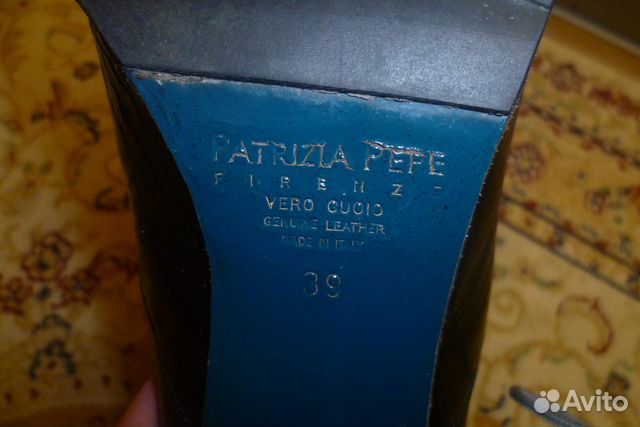 PATRIZIA PEPE
FIRENZE
VERO CUOIO
GENUINE LEATHER
MADE IN ITALY
39
Avito